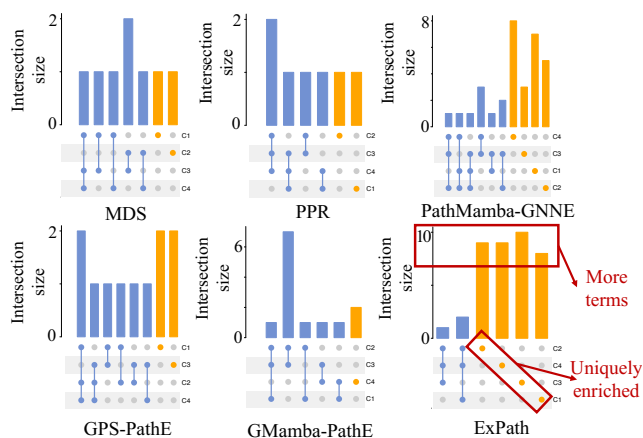 Intersection
size
2
1
0
C1
C2
C3
C4
MDS
Intersection
size
2
1
0
C2
C3
C4
C1
PPR
Intersection
size
8
4
0
C4
C3
C1
C2
PathMamba-GNNE
Intersection
size
2
1
0
C1
C3
C2
C4
GPS-PathE
Intersection
size
6
3
0
C2
C3
C4
C1
GMamba-PathE
Intersection
size
10
5
0
C2
C4
C3
C1
ExPath
More
terms
Uniquely
enriched